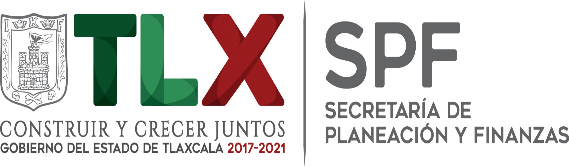 I K F
TLX
CONSTRUIR Y CRECER JUNTOS
GOBIERNO DEL ESTADO DE TLAXCALA 2017-2021
SPF
SECRETARÍA DE
PLANEACIÓN Y FINANZAS